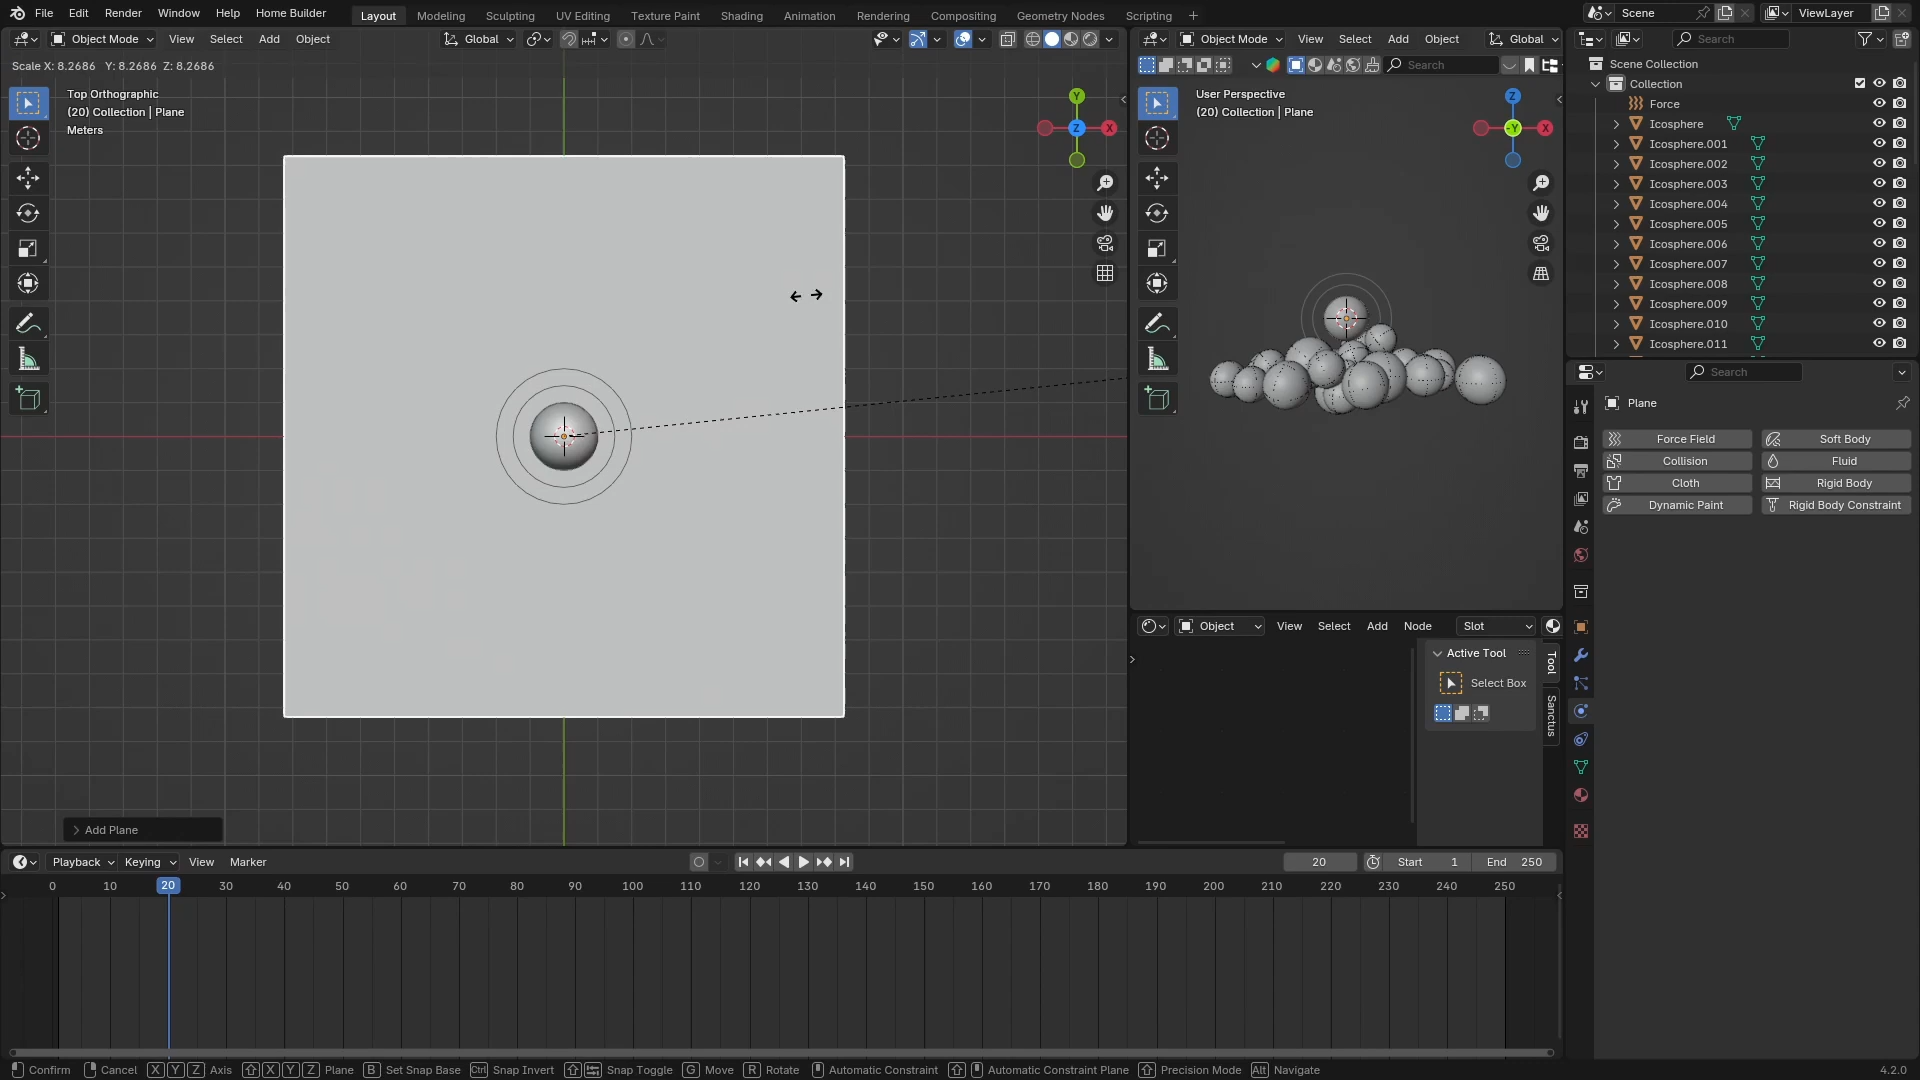 File Edit Render Window Help Home Builder
Layout Modeling Sculpting UV Editing Texture Paint Shading Animation Rendering Compositing Geometry Nodes Scripting +
Scene
ViewLayer
Object Mode View Select Add Object
Global
Scale X: 8.2686 Y: 8.2686 Z: 8.2686
Top Orthographic
(20) Collection | Plane
Meters
Y
Z
X
Add Plane
Object Mode View Select Add Object Global
Search
User Perspective
(20) Collection | Plane
Z
-Y
X
Object View Select Add Node Slot
Active Tool
Select Box
Tool
Sanctus
Search
Scene Collection
Collection
Force
Icosphere
Icosphere.001
Icosphere.002
Icosphere.003
Icosphere.004
Icosphere.005
Icosphere.006
Icosphere.007
Icosphere.008
Icosphere.009
Icosphere.010
Icosphere.011
Search
Plane
Force Field Soft Body
Collision Fluid
Cloth Rigid Body
Dynamic Paint Rigid Body Constraint
Playback Keying View Marker
20 Start 1 End 250
0 10 20 30 40 50 60 70 80 90 100 110 120 130 140 150 160 170 180 190 200 210 220 230 240 250
Confirm Cancel X Y Z Axis X Y Z Plane B Set Snap Base Ctrl Snap Invert Snap Toggle G Move R Rotate Automatic Constraint Automatic Constraint Plane Precision Mode Alt Navigate 4.2.0